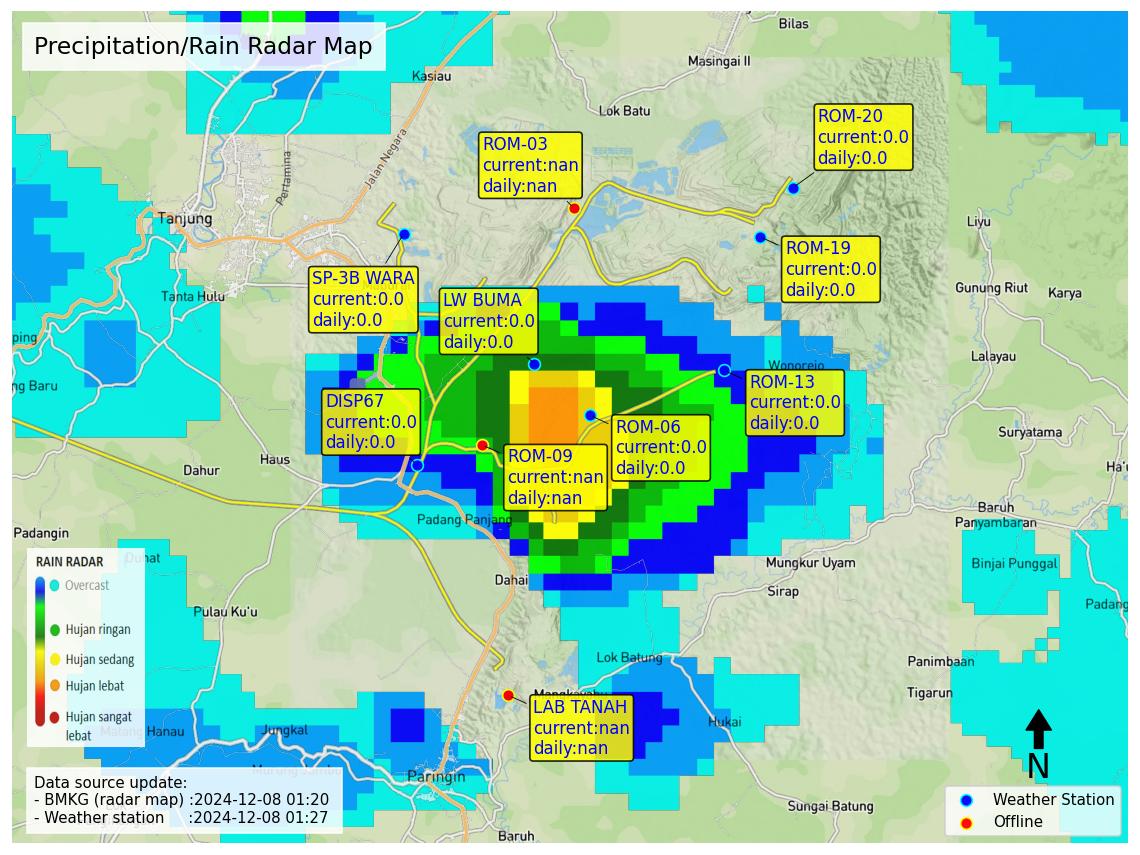 Precipitation/Rain Radar Map
Bilas
Masingai II
Kasiau
Lok Batu
Jalan Negara
Pertamina
Tanjung
Tanta Hulu
ROM-20
current:0.0
daily:0.0
ROM-03
current:nan
daily:nan
ROM-19
current:0.0
daily:0.0
SP-3B WARA
current:0.0
daily:0.0
LW BUMA
current:0.0
daily:0.0
Liyu
Gunung Riut
Karya
Lalayau
Wonorejo
ping
ng Baru
DISP67
current:0.0
daily:0.0
ROM-13
current:0.0
daily:0.0
ROM-06
current:0.0
daily:0.0
ROM-09
current:nan
daily:nan
Suryatama
Haus
Dahur
Ha'u
Padangin
Padang Panjang
Baruh
Panyambaran
Binjai Punggal
Mungkur Uyam
Sirap
Dahai
Padang
Pulau Ku'u
Lok Batung
Panimbaan
Tigarun
Hukai
LAB TANAH
current:nan
daily:nan
Jungkal
Paringin
Sungai Batung
Baruh
RAIN RADAR
Overcast
Hujan ringan
Hujan sedang
Hujan lebat
Hujan sangat
lebat
Manau
Data source update:
- BMKG (radar map) :2024-12-08 01:20
- Weather station :2024-12-08 01:27
N
Weather Station
Offline